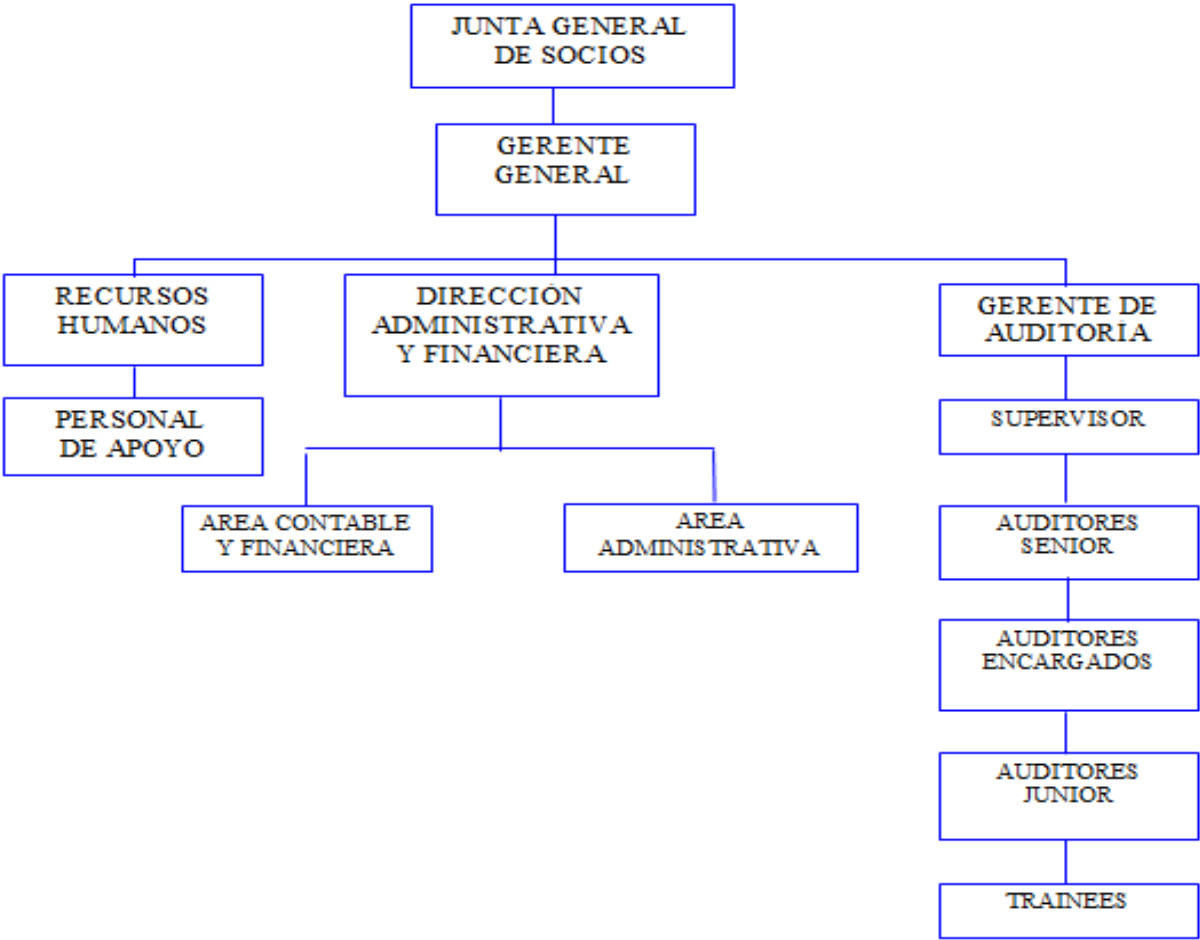 JUNTA GENERAL
DE SOCIOS
GERENTE
GENERAL
RECURSOS
HUMANOS
DIRECCIÓN
ADMINISTRATIVA
Y FINANCIERA
GERENTE DE
AUDITORÍA
PERSONAL
DE APOYO
SUPERVISOR
AREA CONTABLE
Y FINANCIERA
AREA
ADMINISTRATIVA
AUDITORES
SENIOR
AUDITORES
ENCARGADOS
AUDITORES
JUNIOR
TRAINEES